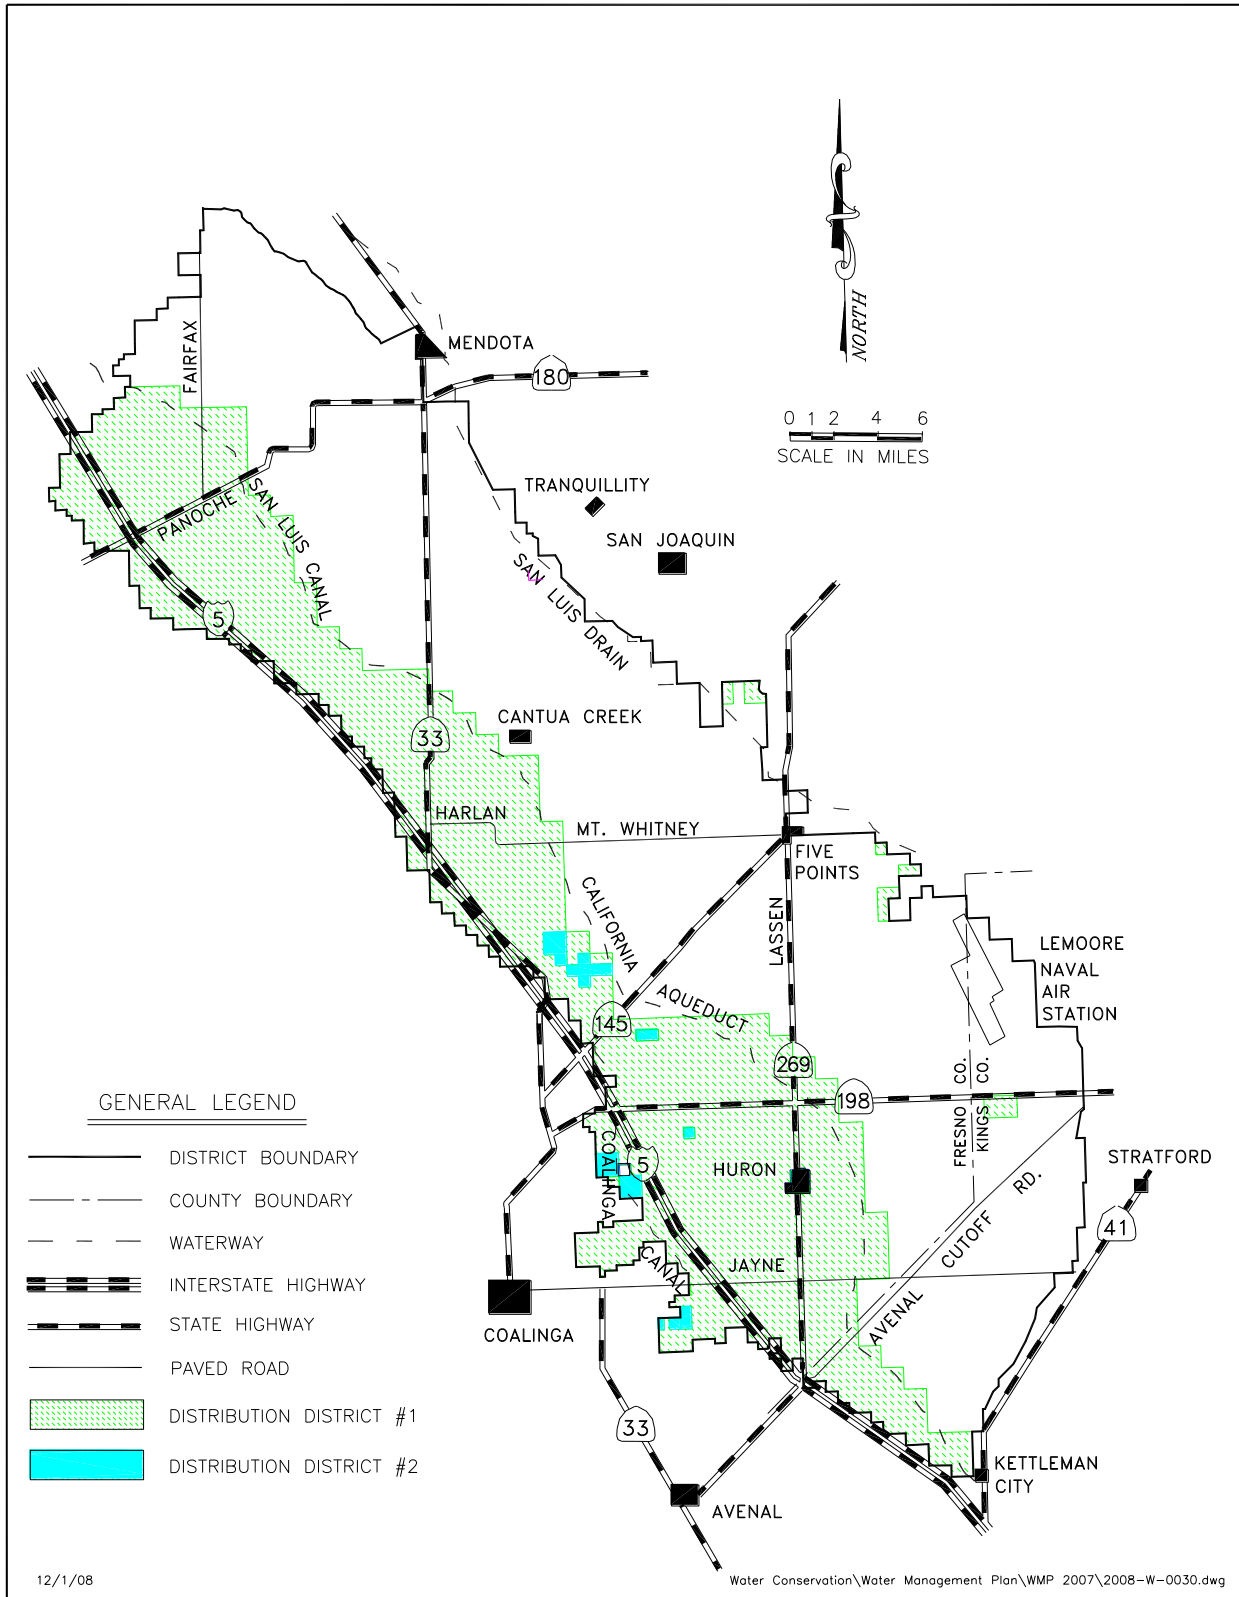 NORTH
0 1 2 4 6
SCALE IN MILES
MENDOTA
180
FAIRFAX
PANOCHE
SAN LUIS CANAL
TRANQUILLITY
SAN JOAQUIN
SAN LUIS DRAIN
5
33
CANTUA CREEK
HARLAN
MT. WHITNEY
FIVE
POINTS
CALIFORNIA
AQUEDUCT
LASSEN
LEMOORE
NAVAL
AIR
STATION
145
269
198
FRESNO CO.
KINGS CO.
COALINGA
CANAL
5
HURON
JAYNE
AVENAL CUTOFF RD.
STRATFORD
41
COALINGA
33
AVENAL
KETTLEMAN
CITY
GENERAL LEGEND
DISTRICT BOUNDARY
COUNTY BOUNDARY
WATERWAY
INTERSTATE HIGHWAY
STATE HIGHWAY
PAVED ROAD
DISTRIBUTION DISTRICT #1
DISTRIBUTION DISTRICT #2
12/1/08
Water Conservation\Water Management Plan\WMP 2007\2008-W-0030.dwg